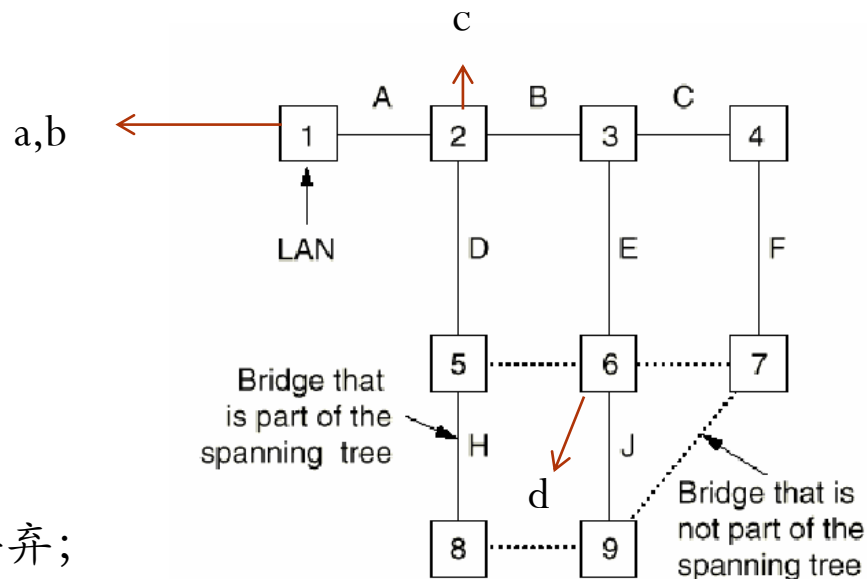 c
A B C
a,b 1 2 3 4
LAN D E F
5 6 7
Bridge that
is part of the
spanning tree
H J
d
Bridge that is
not part of the
spanning tree
8 9
弃;